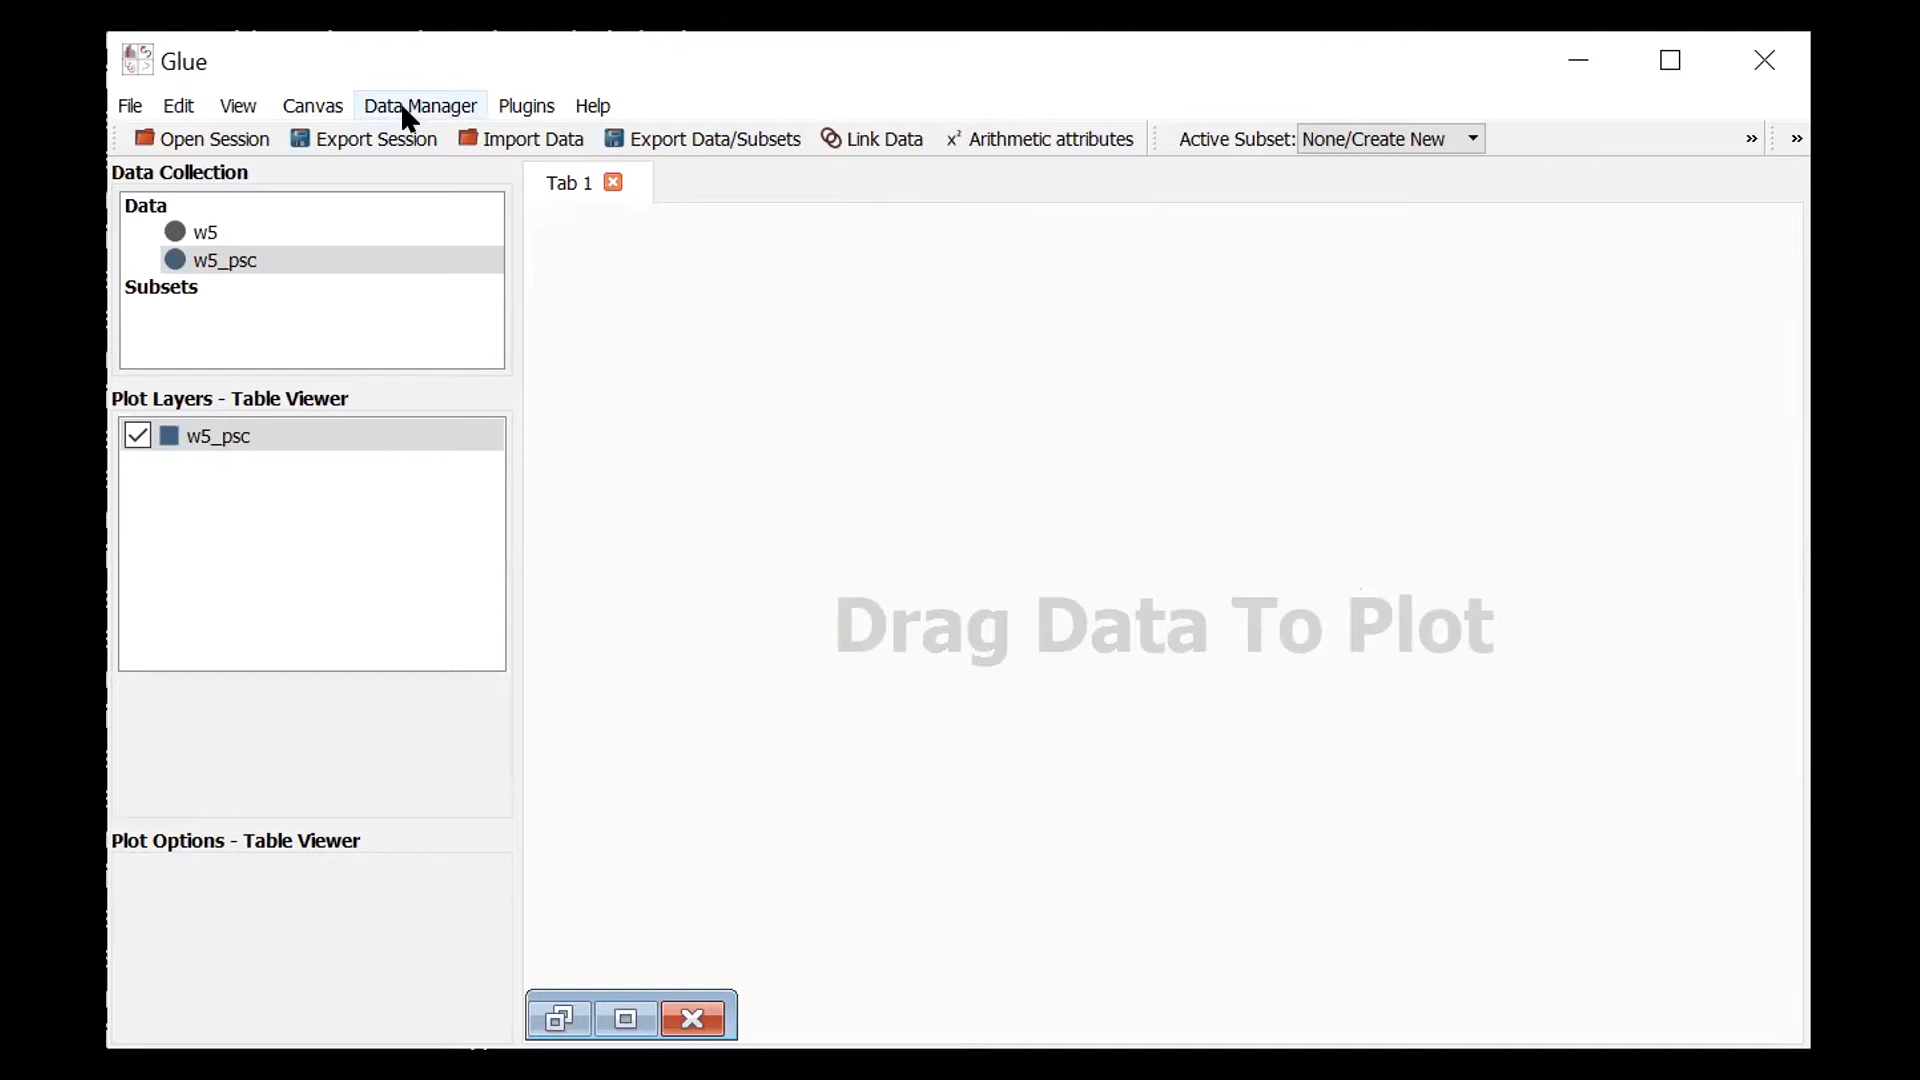 Glue
File Edit View Canvas Data Manager Plugins Help
Open Session Export Session Import Data Export Data/Subsets Link Data x² Arithmetic attributes Active Subset: None/Create New » »
Data Collection
Tab 1
Data
w5
w5_psc
Subsets
Plot Layers - Table Viewer
w5_psc
Drag Data To Plot
Plot Options - Table Viewer